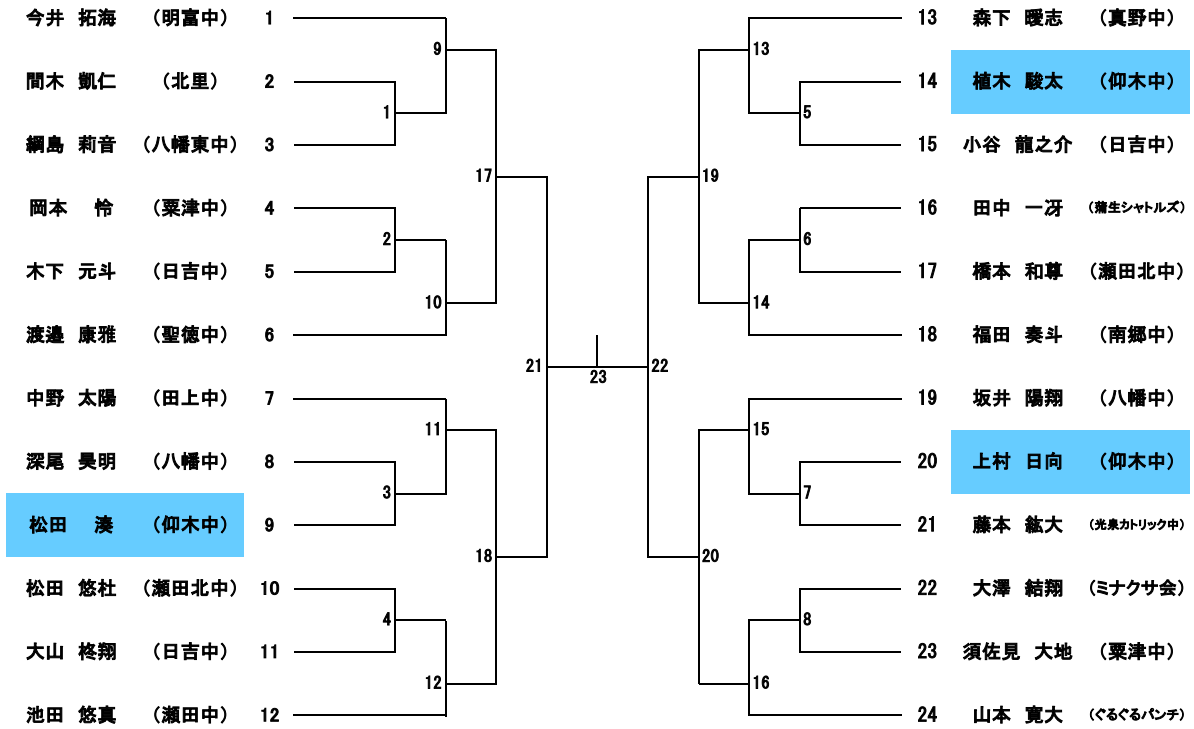 今井 拓海 (明富中) 1
間木 凱仁 (北里) 2
綱島 莉音 (八幡東中) 3
岡本 怜 (粟津中) 4
木下 元斗 (日吉中) 5
渡邉 康雅 (聖徳中) 6
中野 太陽 (田上中) 7
深尾 昊明 (八幡中) 8
松田 湊 (仰木中) 9
松田 悠杜 (瀬田北中) 10
大山 柊翔 (日吉中) 11
池田 悠真 (瀬田中) 12
9
1
17
2
10
21
11
3
18
4
12
23
13 森下 暖志 (真野中)
14 植木 駿太 (仰木中)
15 小谷 龍之介 (日吉中)
16 田中 一冴 (蒲生シャトルズ)
17 橋本 和尊 (瀬田北中)
18 福田 奏斗 (南郷中)
19 坂井 陽翔 (八幡中)
20 上村 日向 (仰木中)
21 藤本 紘大 (光泉カトリック中)
22 大澤 結翔 (ミナクサ会)
23 須佐見 大地 (粟津中)
24 山本 寛大 (ぐるぐるパンチ)
13
5
19
6
14
22
15
7
20
8
16